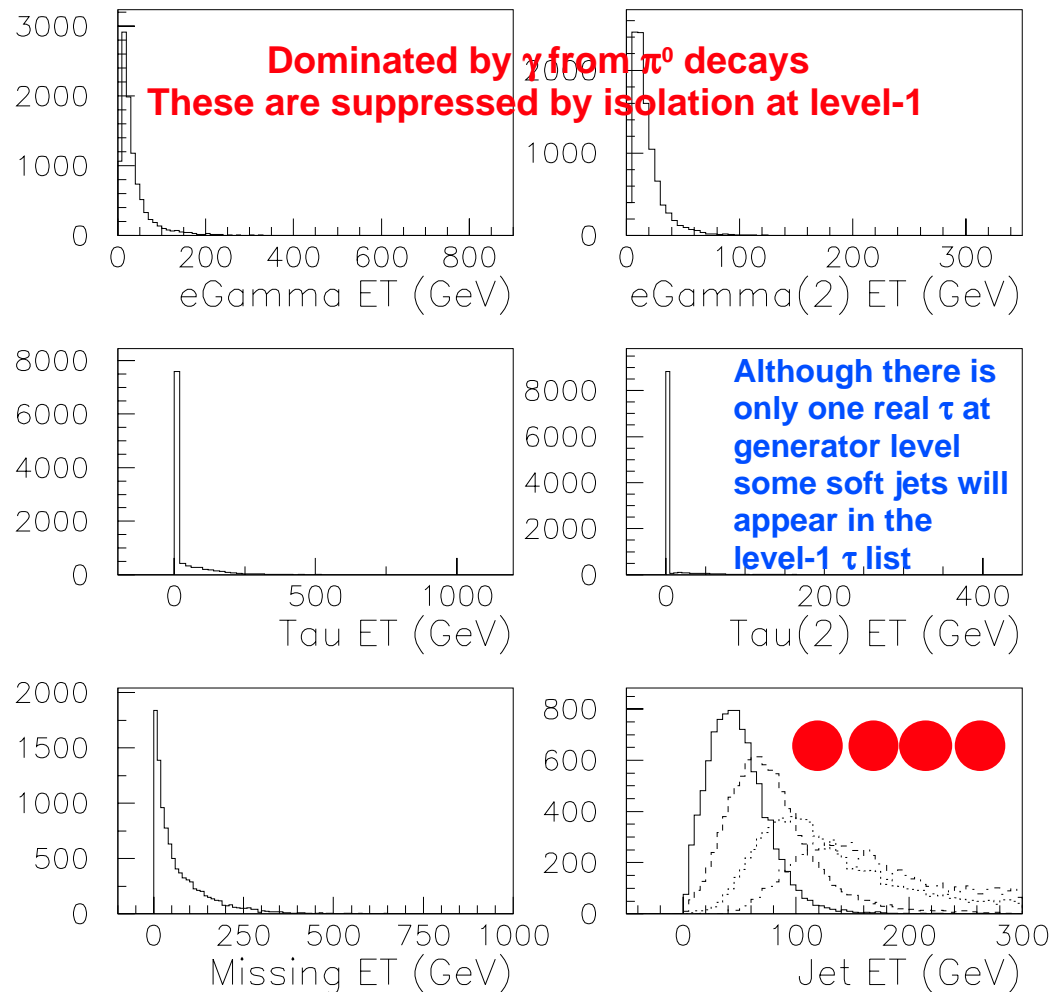 Dominated by γ from π⁰ decays
These are suppressed by isolation at level-1
3000
2000
1000
0
0 200 400 600 800
eGamma ET (GeV)
2000
1000
0
0 100 200 300
eGamma(2) ET (GeV)
8000
6000
4000
2000
0
0 500 1000
Tau ET (GeV)
Although there is
only one real τ at
generator level
some soft jets will
appear in the
level-1 τ list
8000
6000
4000
2000
0
0 200 400
Tau(2) ET (GeV)
2000
1500
1000
500
0
0 250 500 750 1000
Missing ET (GeV)
800
600
400
200
0
0 100 200 300
Jet ET (GeV)